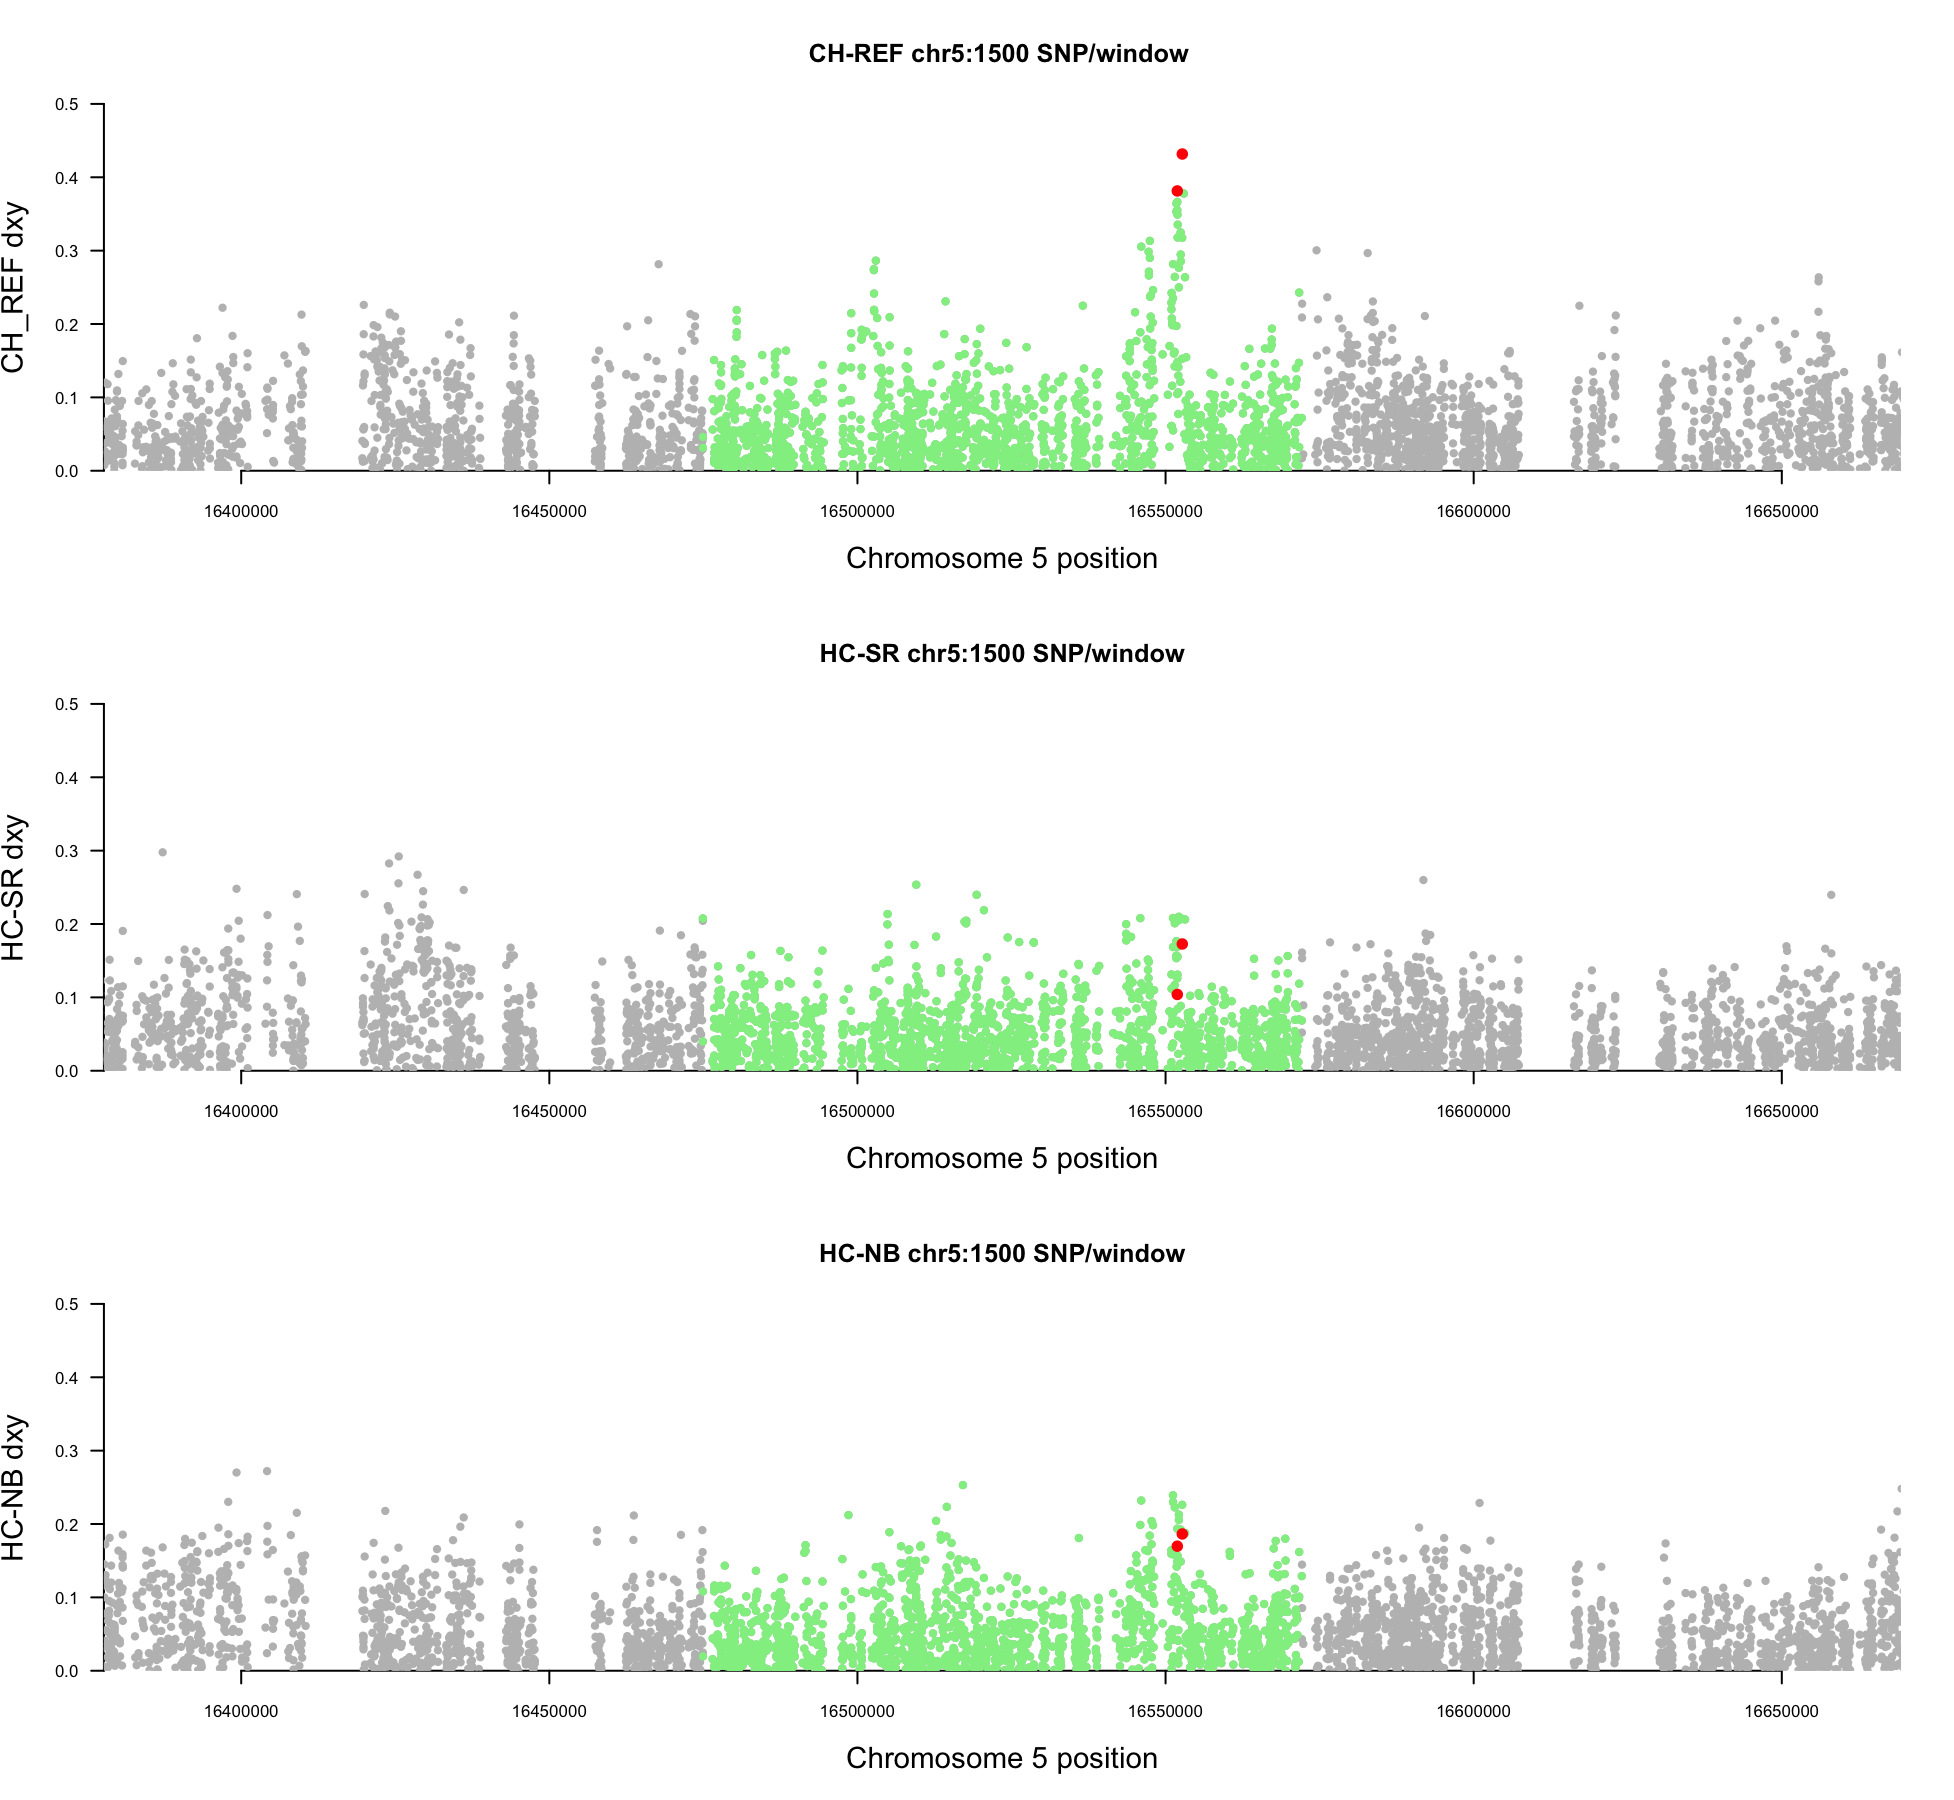 CH-REF chr5:1500 SNP/window
CH_REF dxy
0.5
0.4
0.3
0.2
0.1
0.0
16400000 16450000 16500000 16550000 16600000 16650000
Chromosome 5 position
HC-SR chr5:1500 SNP/window
HC-SR dxy
0.5
0.4
0.3
0.2
0.1
0.0
16400000 16450000 16500000 16550000 16600000 16650000
Chromosome 5 position
HC-NB chr5:1500 SNP/window
HC-NB dxy
0.5
0.4
0.3
0.2
0.1
0.0
16400000 16450000 16500000 16550000 16600000 16650000
Chromosome 5 position